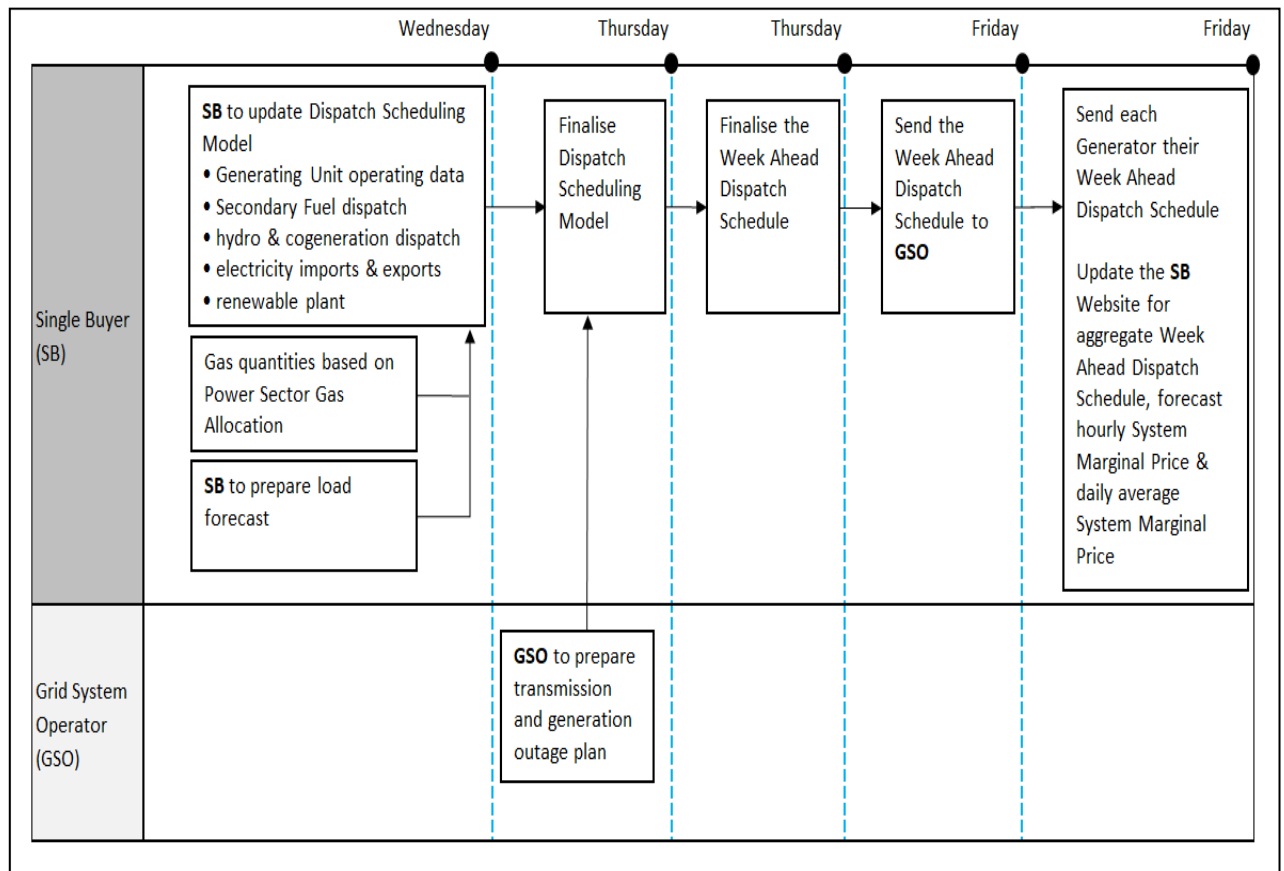 Wednesday
Thursday
Thursday
Friday
Friday
Single Buyer
(SB)
SB to update Dispatch Scheduling
Model
• Generating Unit operating data
• Secondary Fuel dispatch
• hydro & cogeneration dispatch
• electricity imports & exports
• renewable plant
Gas quantities based on
Power Sector Gas
Allocation
SB to prepare load
forecast
Finalise
Dispatch
Scheduling
Model
Finalise the
Week Ahead
Dispatch
Schedule
Send the
Week Ahead
Dispatch
Schedule to
GSO
Send each
Generator their
Week Ahead
Dispatch Schedule
Update the SB
Website for
aggregate Week
Ahead Dispatch
Schedule, forecast
hourly System
Marginal Price &
daily average
System Marginal
Price
Grid System
Operator
(GSO)
GSO to prepare
transmission
and generation
outage plan